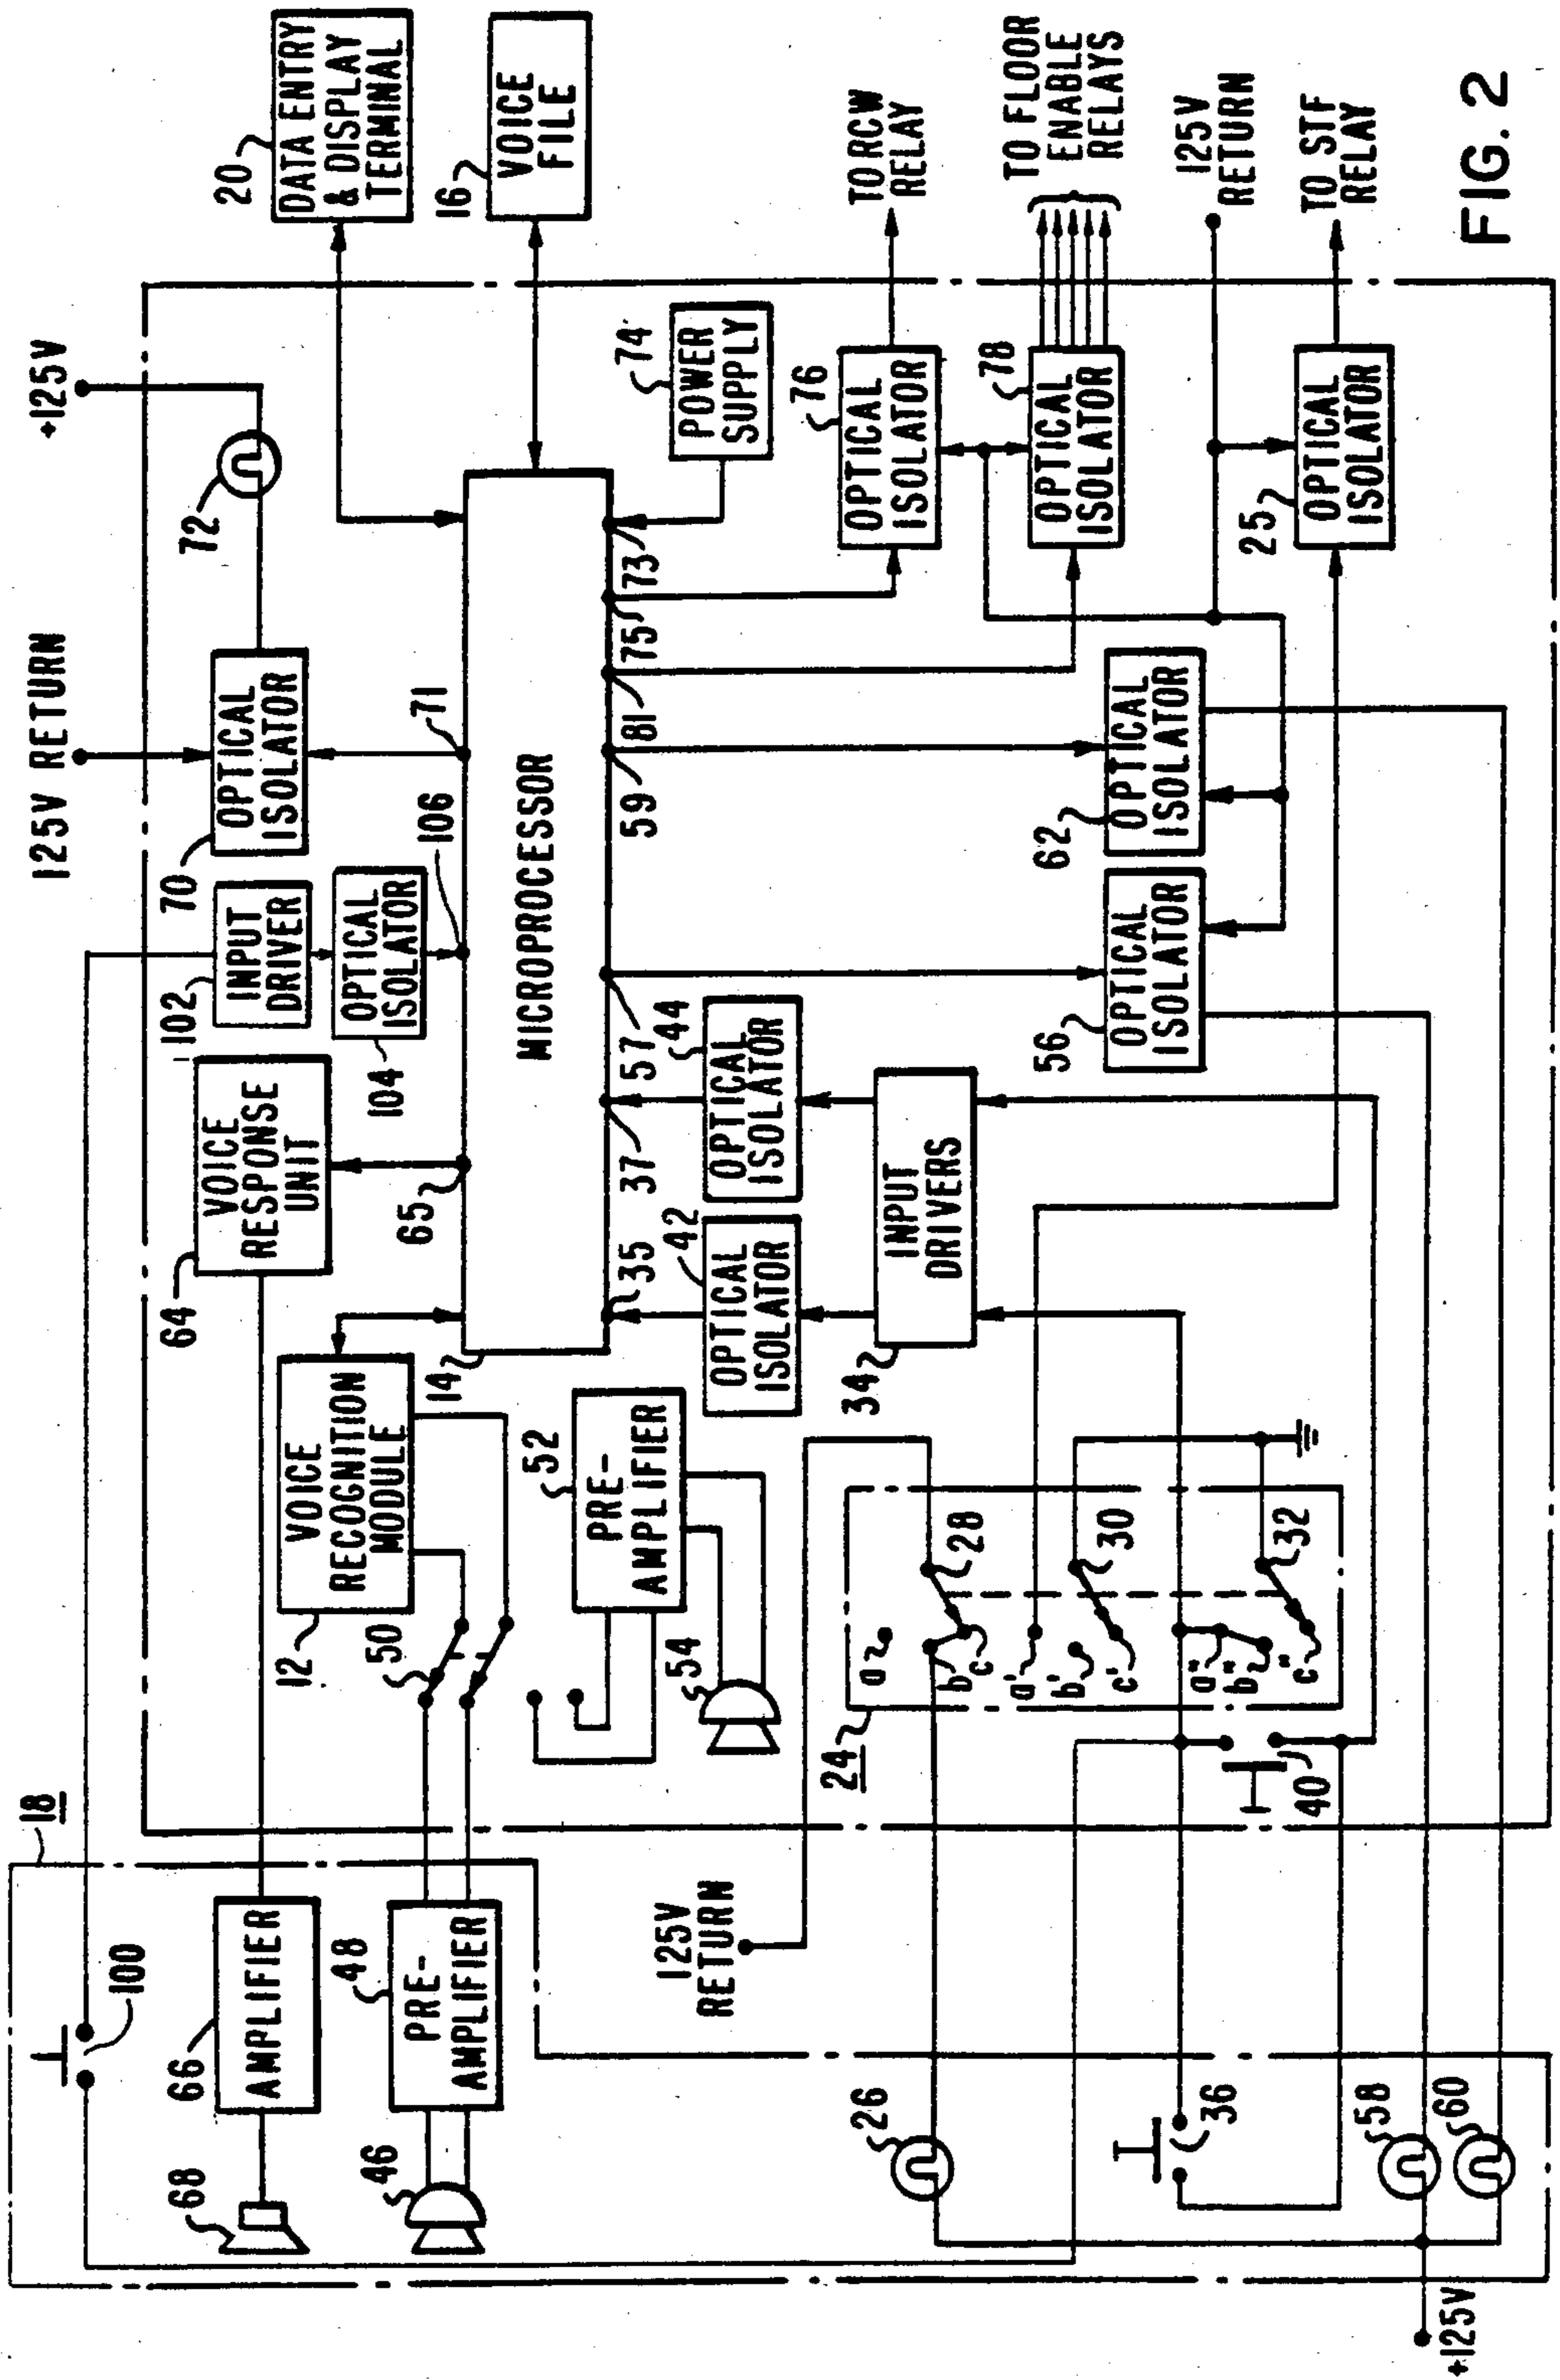 18
100
66
AMPLIFIER
68
48
PRE-
AMPLIFIER
46
125V
RETURN
26
36
58
60
+125V
125V RETURN
+125V
20
DATA ENTRY
& DISPLAY
TERMINAL
16
VOICE
FILE
64
VOICE
RESPONSE
UNIT
102
INPUT
DRIVER
104
OPTICAL
ISOLATOR
106
70
OPTICAL
ISOLATOR
71
72
12
VOICE
RECOGNITION
MODULE
65
14
MICROPROCESSOR
50
52
PRE-
AMPLIFIER
54
35
37
57
59
81
75
73
74
POWER
SUPPLY
42
OPTICAL
ISOLATOR
44
OPTICAL
ISOLATOR
34
INPUT
DRIVERS
76
OPTICAL
ISOLATOR
TO RCW
RELAY
78
OPTICAL
ISOLATOR
TO FLOOR
ENABLE
RELAYS
125V
RETURN
24
a
b
c
28
a'
b'
c'
30
a"
b"
c"
32
40
56
OPTICAL
ISOLATOR
62
OPTICAL
ISOLATOR
25
OPTICAL
ISOLATOR
TO STF
RELAY
FIG. 2